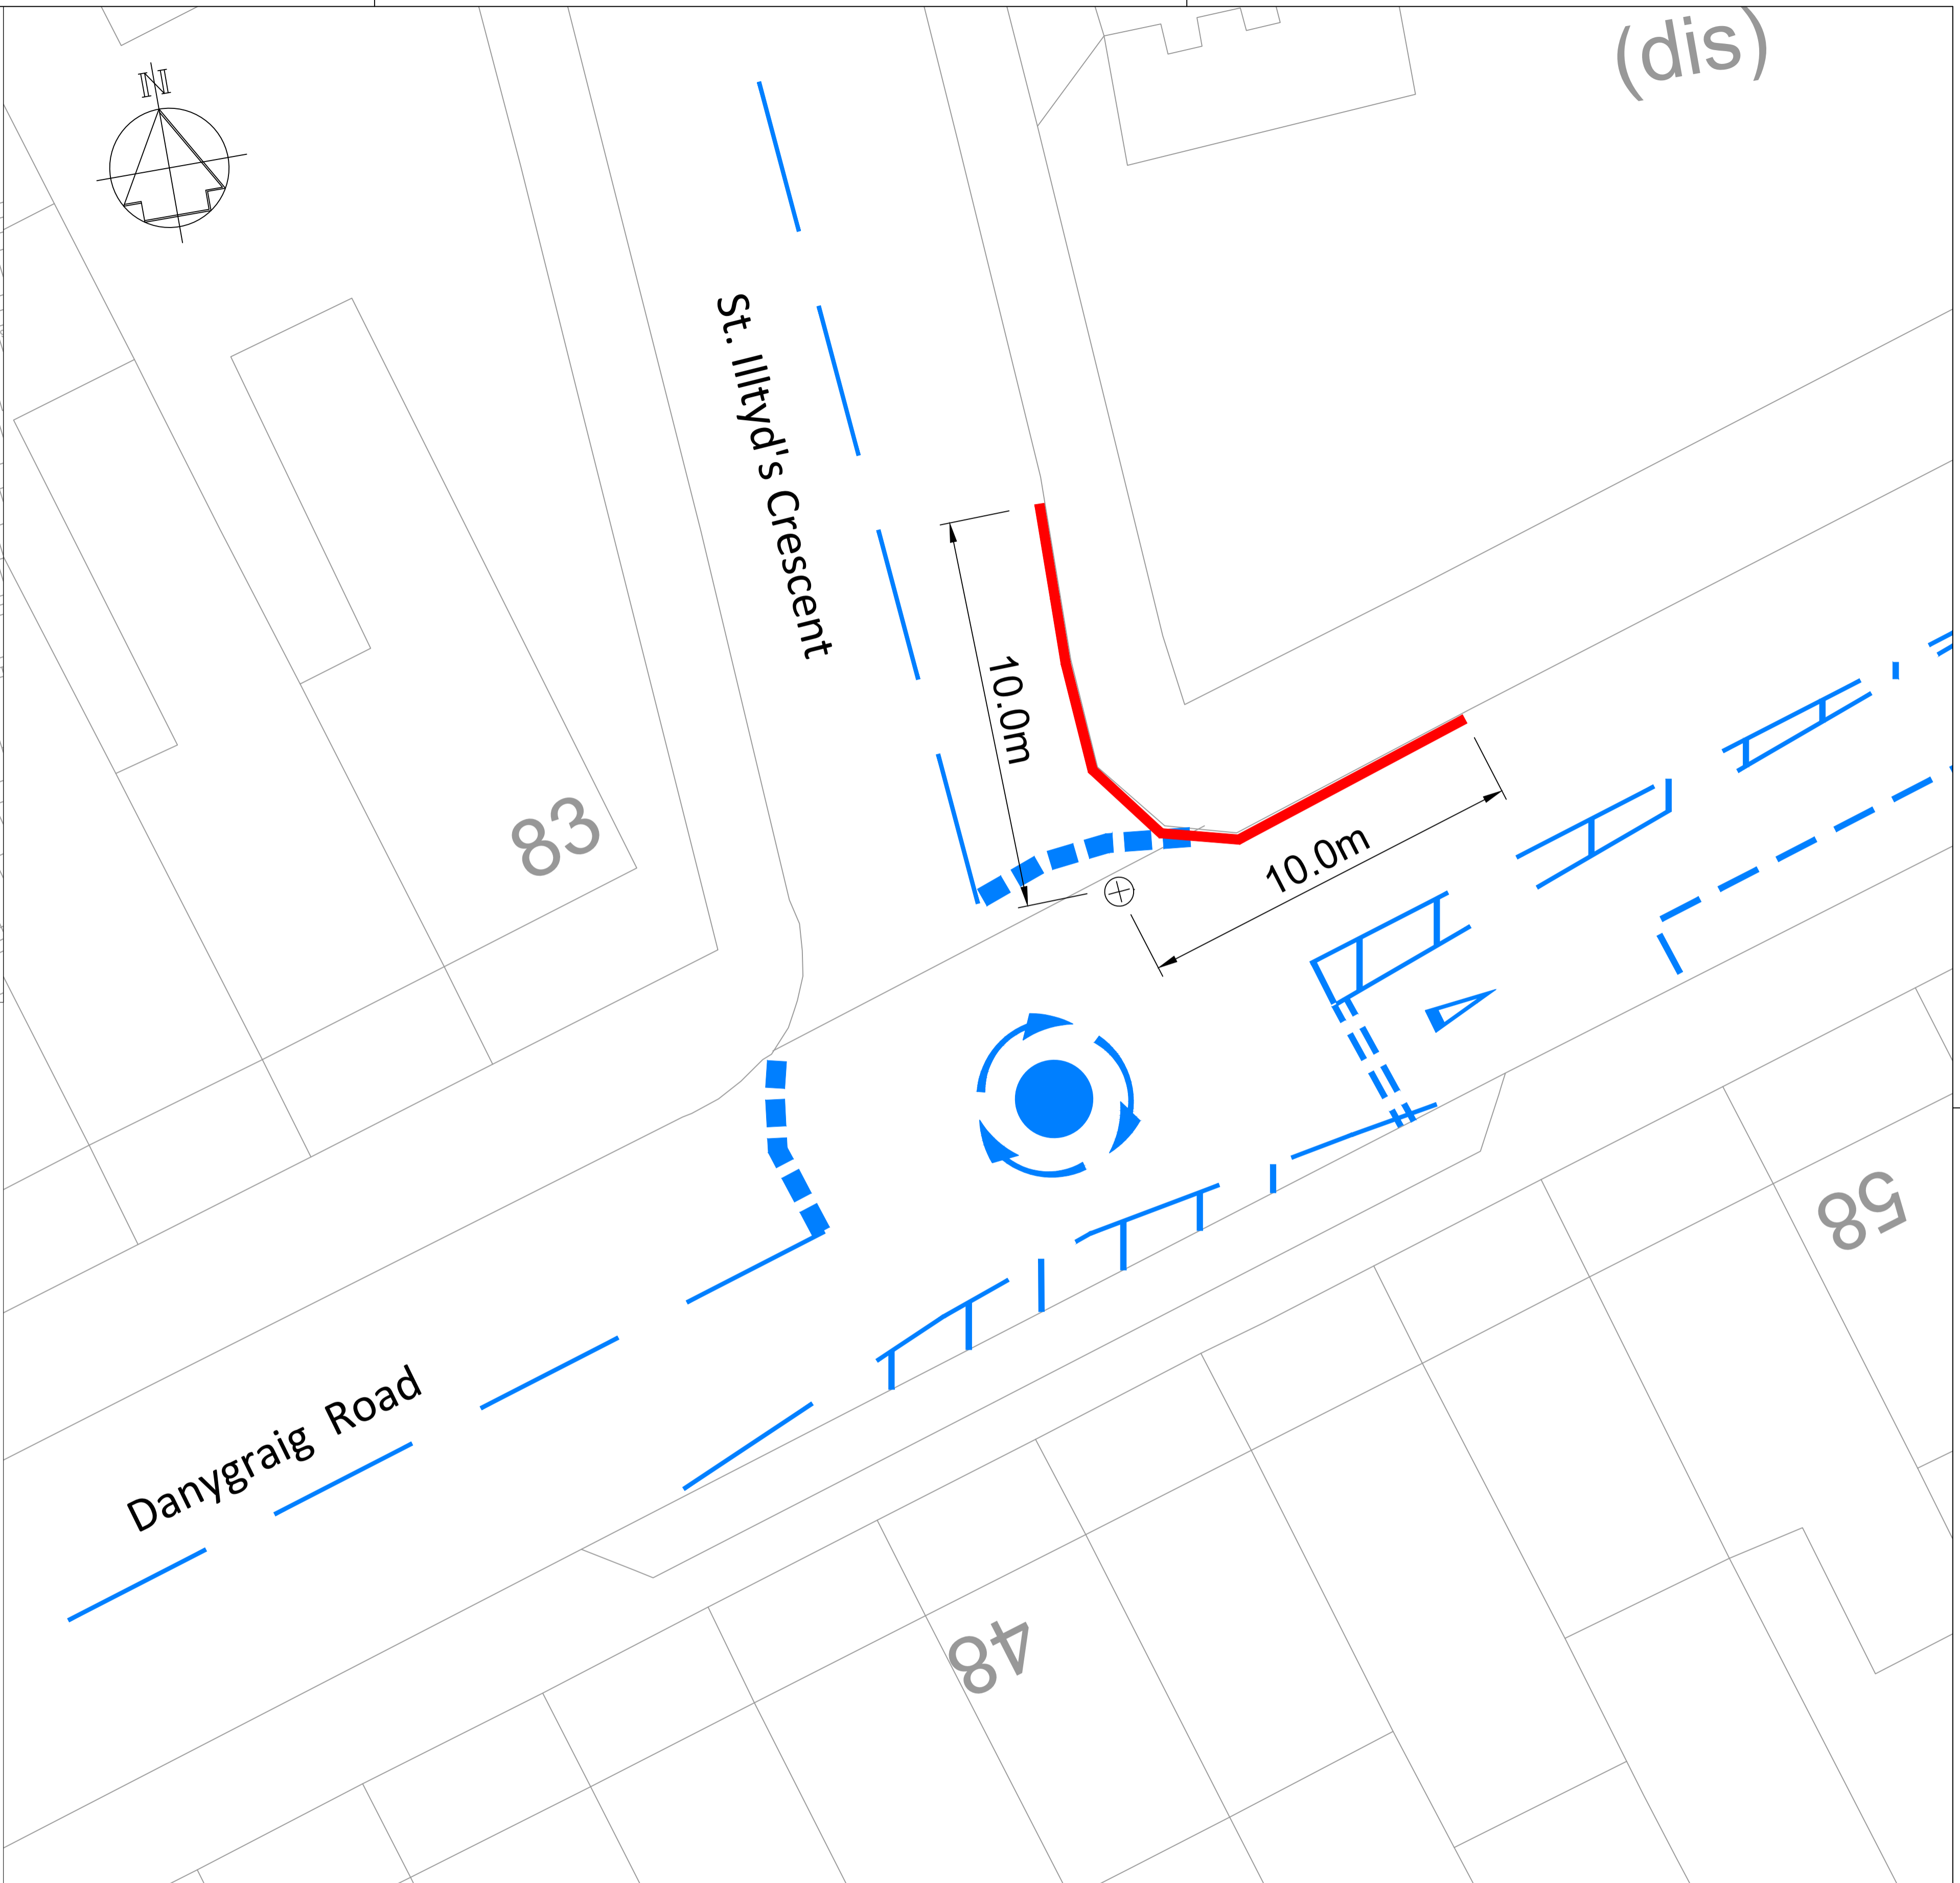 (dis)
N
St. Illtyd's Crescent
10.0m
83
10.0m
58
Danygraig Road
48